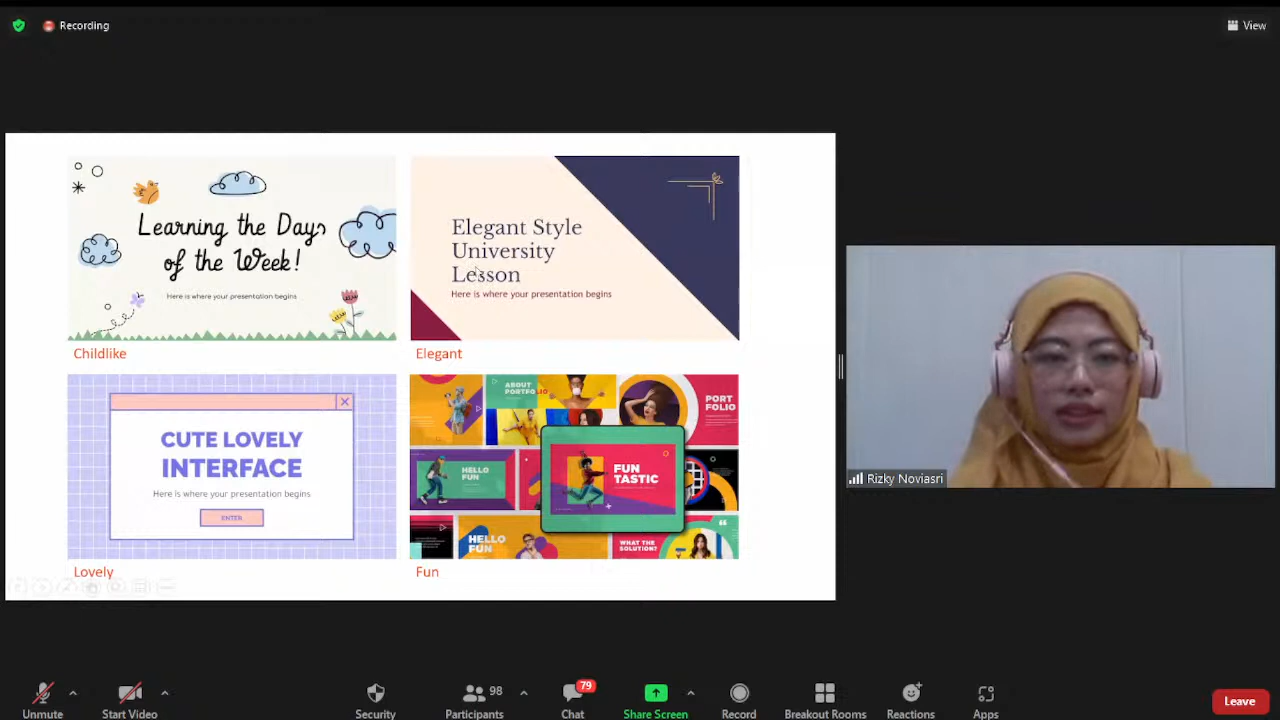 Recording
View
Learning the Days
of the Week!
Here is where your presentation begins
Childlike
Elegant Style
University
Lesson
Here is where your presentation begins
Elegant
CUTE LOVELY
INTERFACE
Here is where your presentation begins
ENTER
Lovely
ABOUT
PORTFOLIO
PORT
FOLIO
HELLO
FUN
FUN
TASTIC
HELLO
FUN
WHAT THE
SOLUTION?
Fun
Rizky Noviasri
Unmute
Start Video
Security
98
Participants
79
Chat
Share Screen
Record
Breakout Rooms
Reactions
Apps
Leave